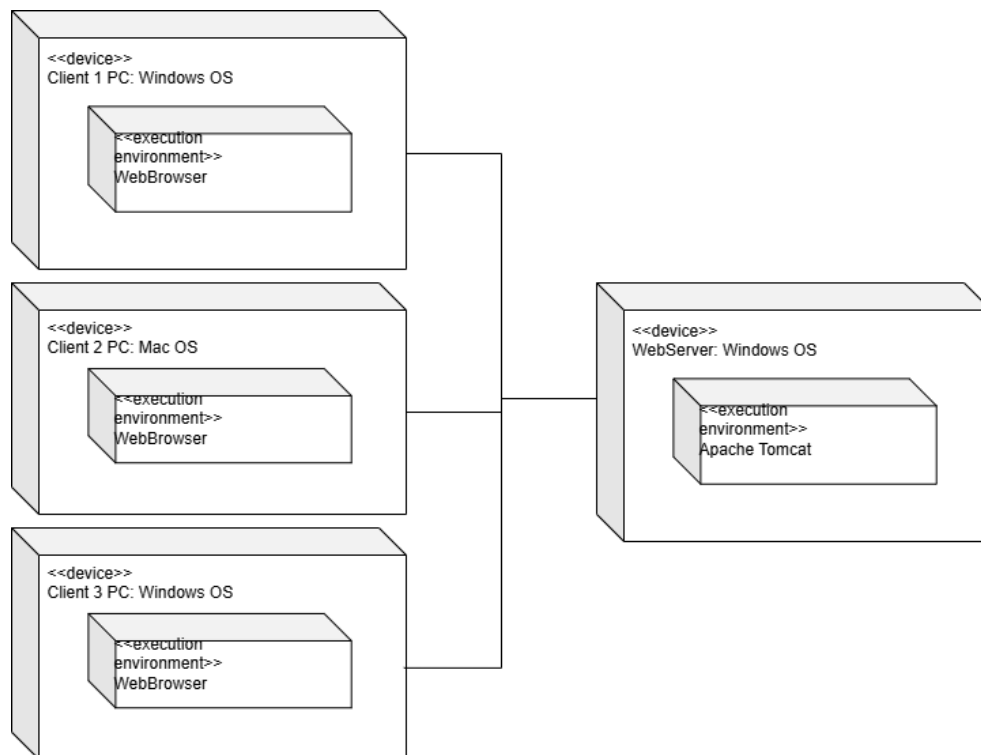 <<device>>
Client 1 PC: Windows OS
<<execution
environment>>
WebBrowser
<<device>>
Client 2 PC: Mac OS
<<execution
environment>>
WebBrowser
<<device>>
WebServer: Windows OS
<<execution
environment>>
Apache Tomcat
<<device>>
Client 3 PC: Windows OS
<<execution
environment>>
WebBrowser